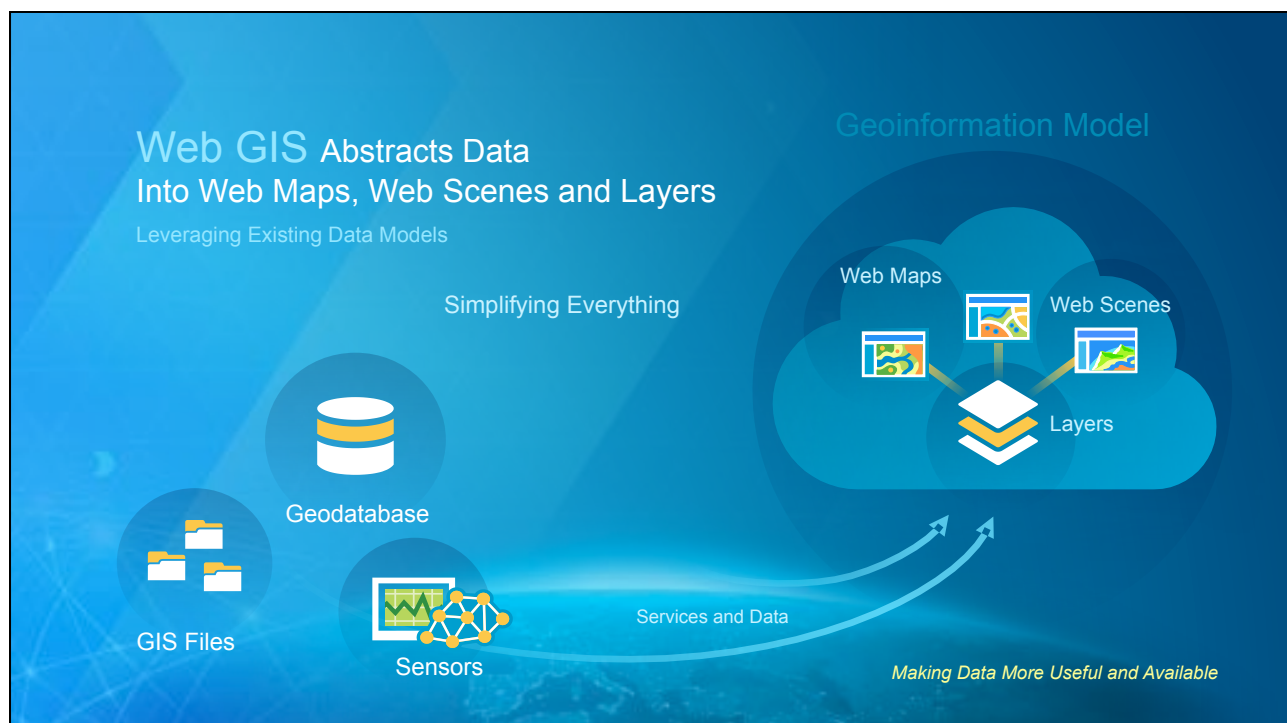 Web GIS Abstracts Data
Into Web Maps, Web Scenes and Layers
Leveraging Existing Data Models
Simplifying Everything
Geoinformation Model
Web Maps
Web Scenes
Layers
Geodatabase
GIS Files
Sensors
Services and Data
Making Data More Useful and Available